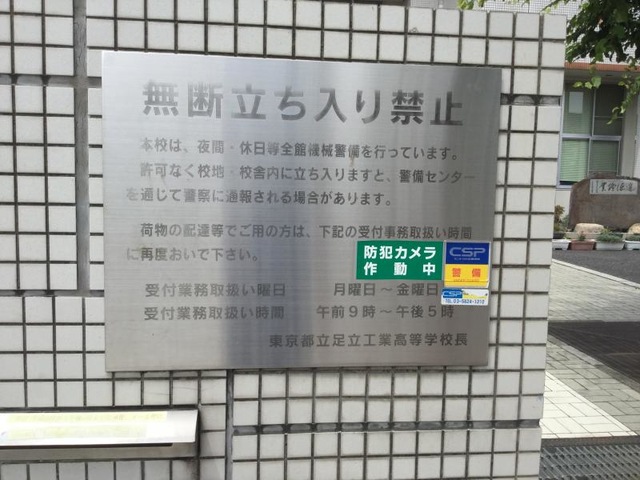 無断立ち入り禁止
本校は、夜間・休日等全館機械警備を行っています。
許可なく校地・校舎内に立ち入りますと、警備センター
を通じて警察に通報される場合があります。
荷物の配達等でご用の方は、下記の受付事務取扱い時間
に再度おいで下さい。
防犯カメラ
作動中
CSP
警備
CSP
TEL 03-5624-1212
受付業務取扱い曜日 月曜日～金曜日
受付業務取扱い時間 午前9時～午後5時
東京都立足立工業高等学校長